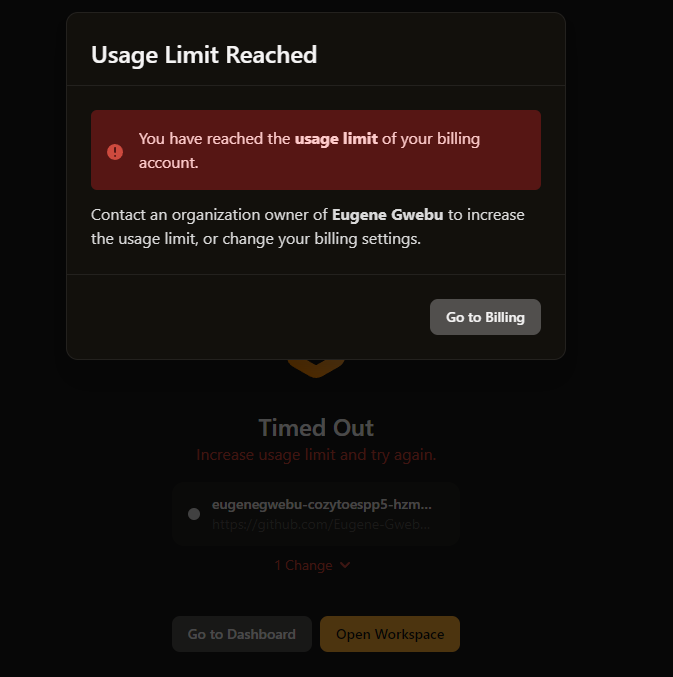 Usage Limit Reached
You have reached the usage limit of your billing
account.
Contact an organization owner of Eugene Gwebu to increase
the usage limit, or change your billing settings.
Go to Billing
Timed Out
Increase usage limit and try again.
eugenegwebu-cozytoespp5-hzm...
https://github.com/Eugene-Gweb...
1 Change
Go to Dashboard
Open Workspace